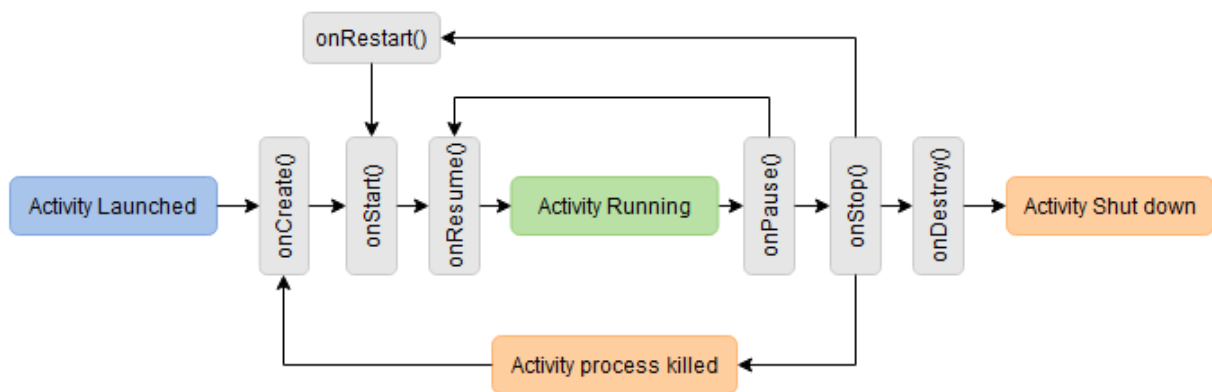 onRestart()
Activity Launched
onCreate()
onStart()
onResume()
Activity Running
onPause()
onStop()
onDestroy()
Activity Shut down
Activity process killed